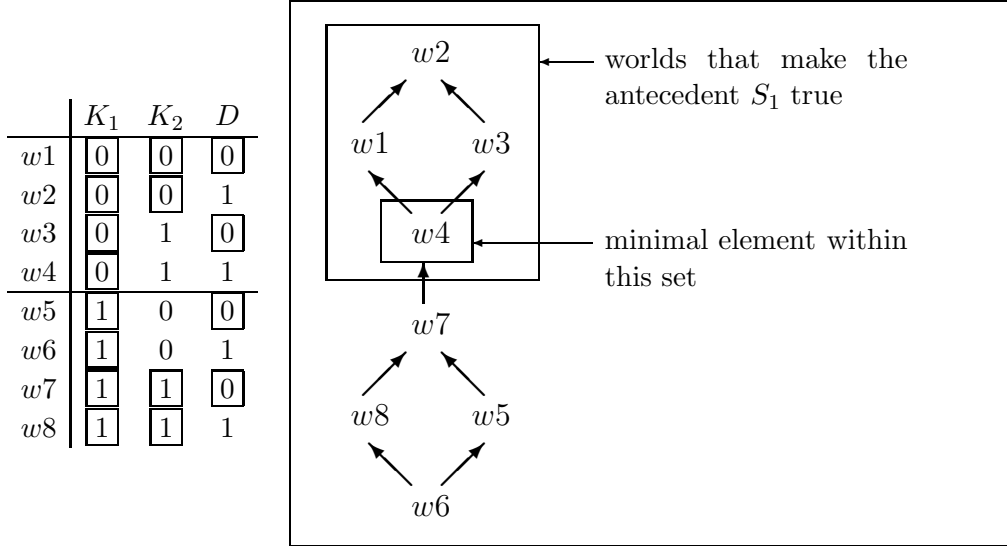 K₁ K₂ D
w1 0 0 0
w2 0 0 1
w3 0 1 0
w4 0 1 1
w5 1 0 0
w6 1 0 1
w7 1 1 0
w8 1 1 1
w2
worlds that make the
antecedent S₁ true
w1 w3
w4
minimal element within
this set
w7
w8 w5
w6